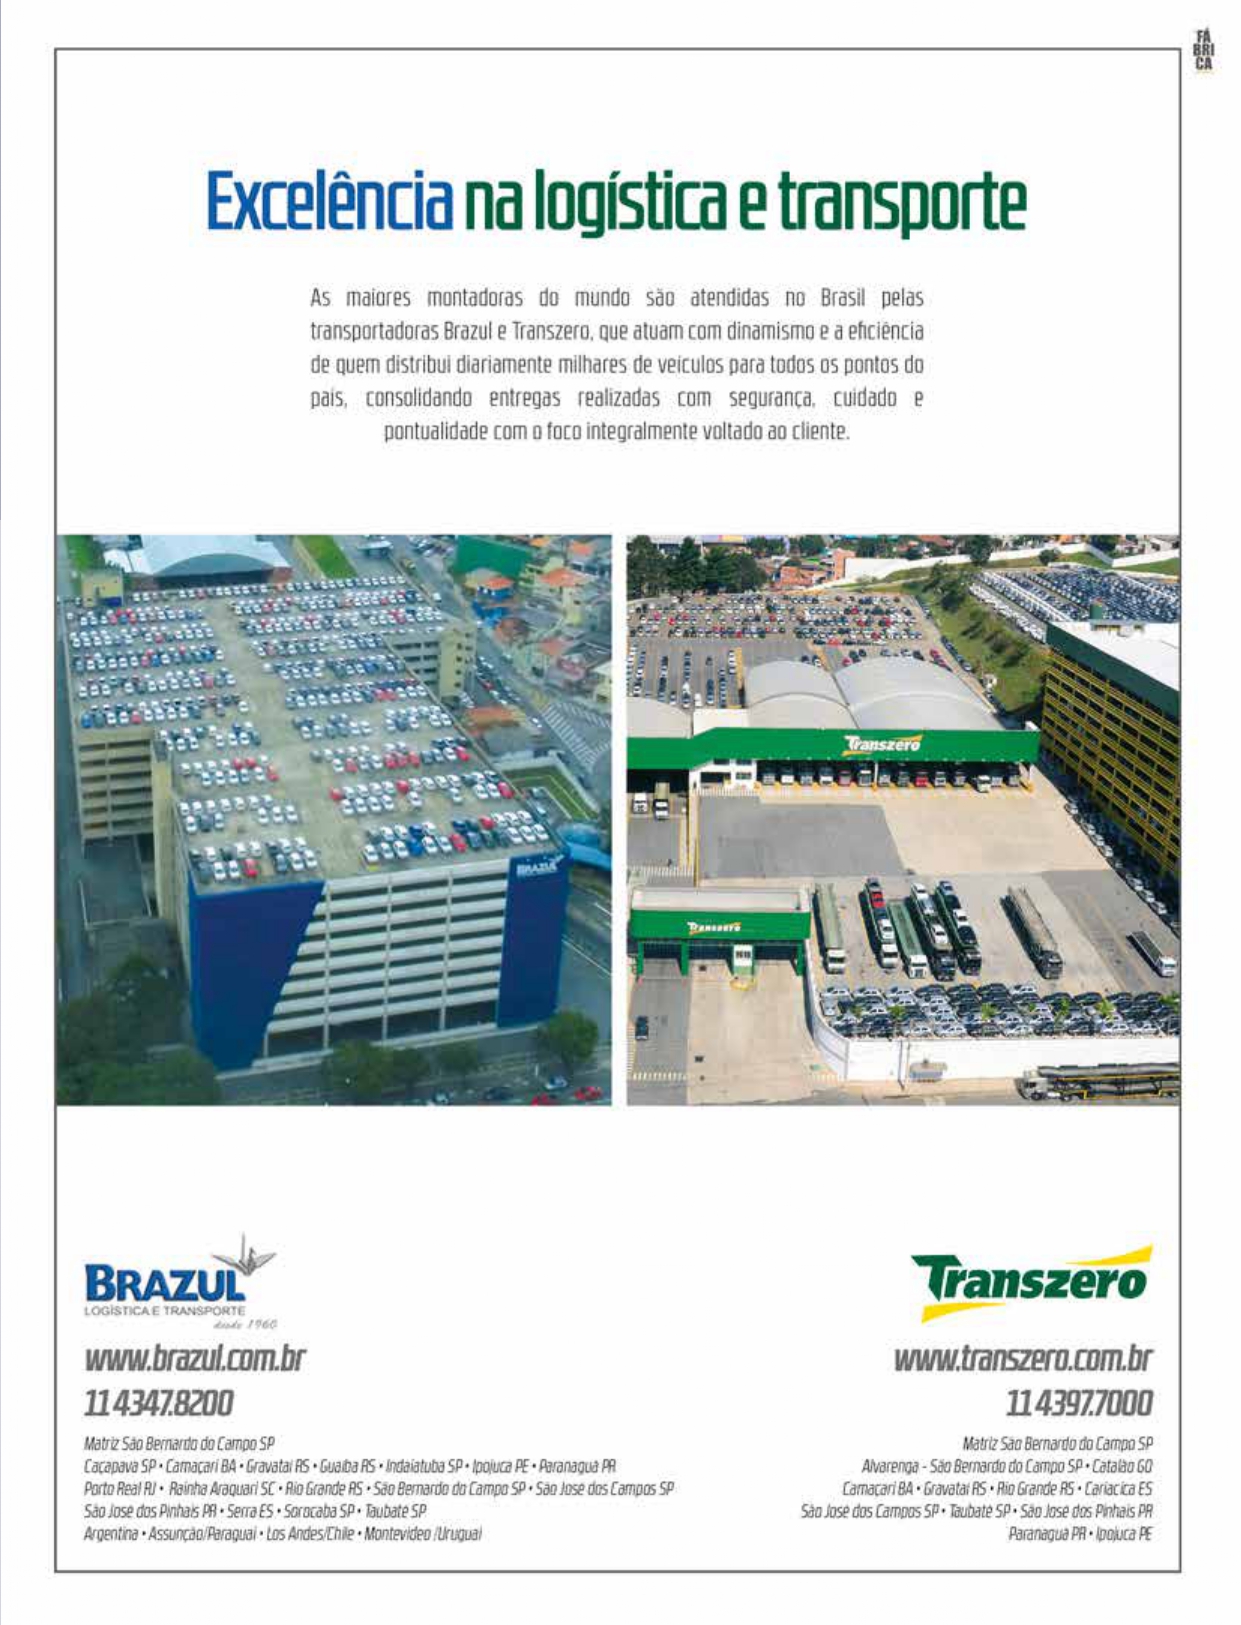 FÁ
BRI
CA
Excelência na logística e transporte
As maiores montadoras do mundo são atendidas no Brasil pelas
transportadoras Brazul e Transzero, que atuam com dinamismo e a eficiência
de quem distribui diariamente milhares de veículos para todos os pontos do
país, consolidando entregas realizadas com segurança, cuidado e
pontualidade com o foco integralmente voltado ao cliente.
Transzero
BRAZUL
Transzero
BRAZUL
LOGÍSTICA E TRANSPORTE
desde 1960
www.brazul.com.br
11 4347.8200
Matriz São Bernardo do Campo SP
Caçapava SP • Camaçari BA • Gravataí RS • Guaíba RS • Indaiatuba SP • Ipojuca PE • Paranaguá PR
Porto Real RJ • Rainha Araquari SC • Rio Grande RS • São Bernardo do Campo SP • São José dos Campos SP
São José dos Pinhais PR • Serra ES • Sorocaba SP • Taubaté SP
Argentina • Assunção/Paraguai • Los Andes/Chile • Montevideo /Uruguai
Transzero
www.transzero.com.br
11 4397.7000
Matriz São Bernardo do Campo SP
Alvarenga - São Bernardo do Campo SP • Catalão GO
Camaçari BA • Gravataí RS • Rio Grande RS • Cariacica ES
São José dos Campos SP • Taubaté SP • São José dos Pinhais PR
Paranaguá PR • Ipojuca PE